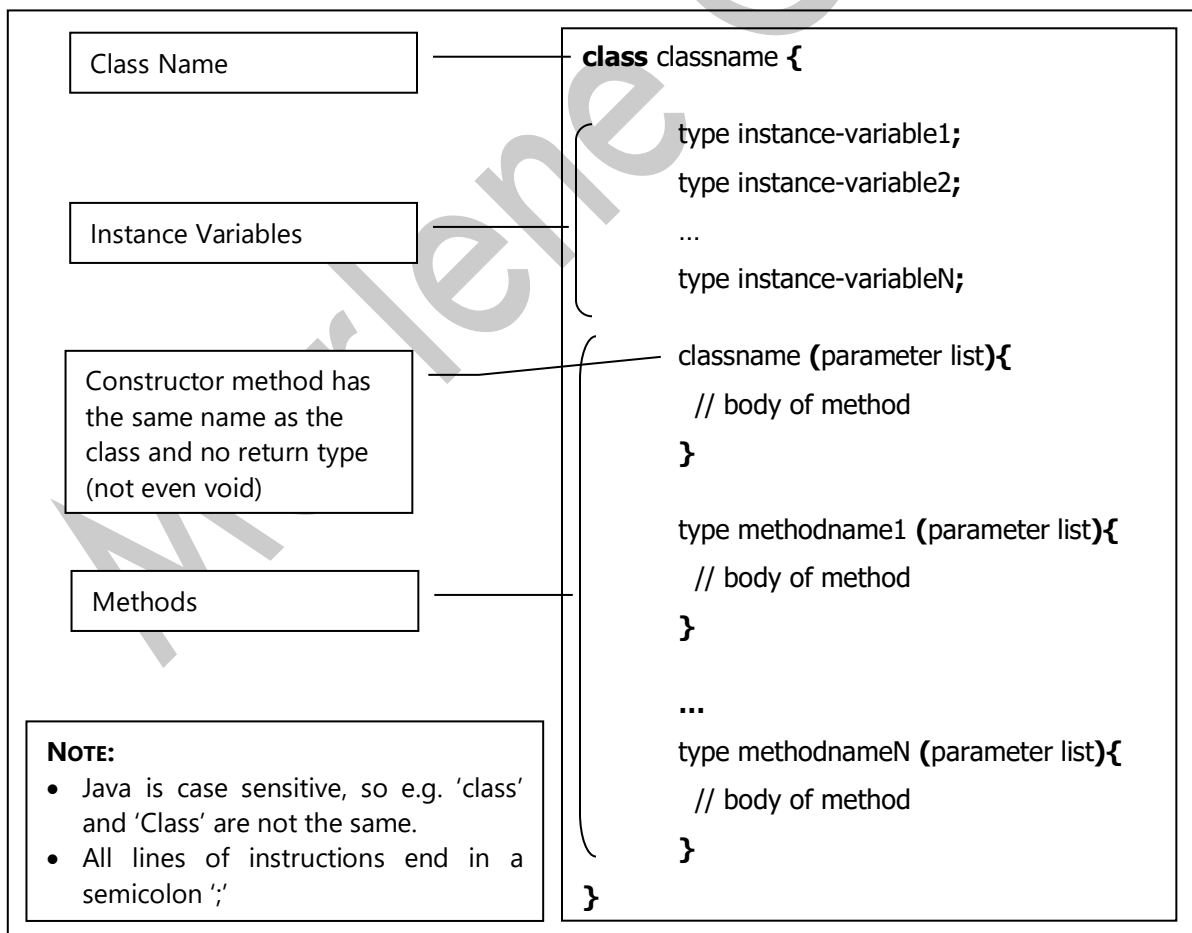 Class Name
class classname {
type instance-variable1;
type instance-variable2;
Instance Variables
…
type instance-variableN;
Constructor method has
the same name as the
class and no return type
(not even void)
classname (parameter list){
// body of method
}
type methodname1 (parameter list){
// body of method
}
Methods
…
type methodnameN (parameter list){
// body of method
}
}
NOTE:
• Java is case sensitive, so e.g. ‘class’
and ‘Class’ are not the same.
• All lines of instructions end in a
semicolon ‘;’
Marlene